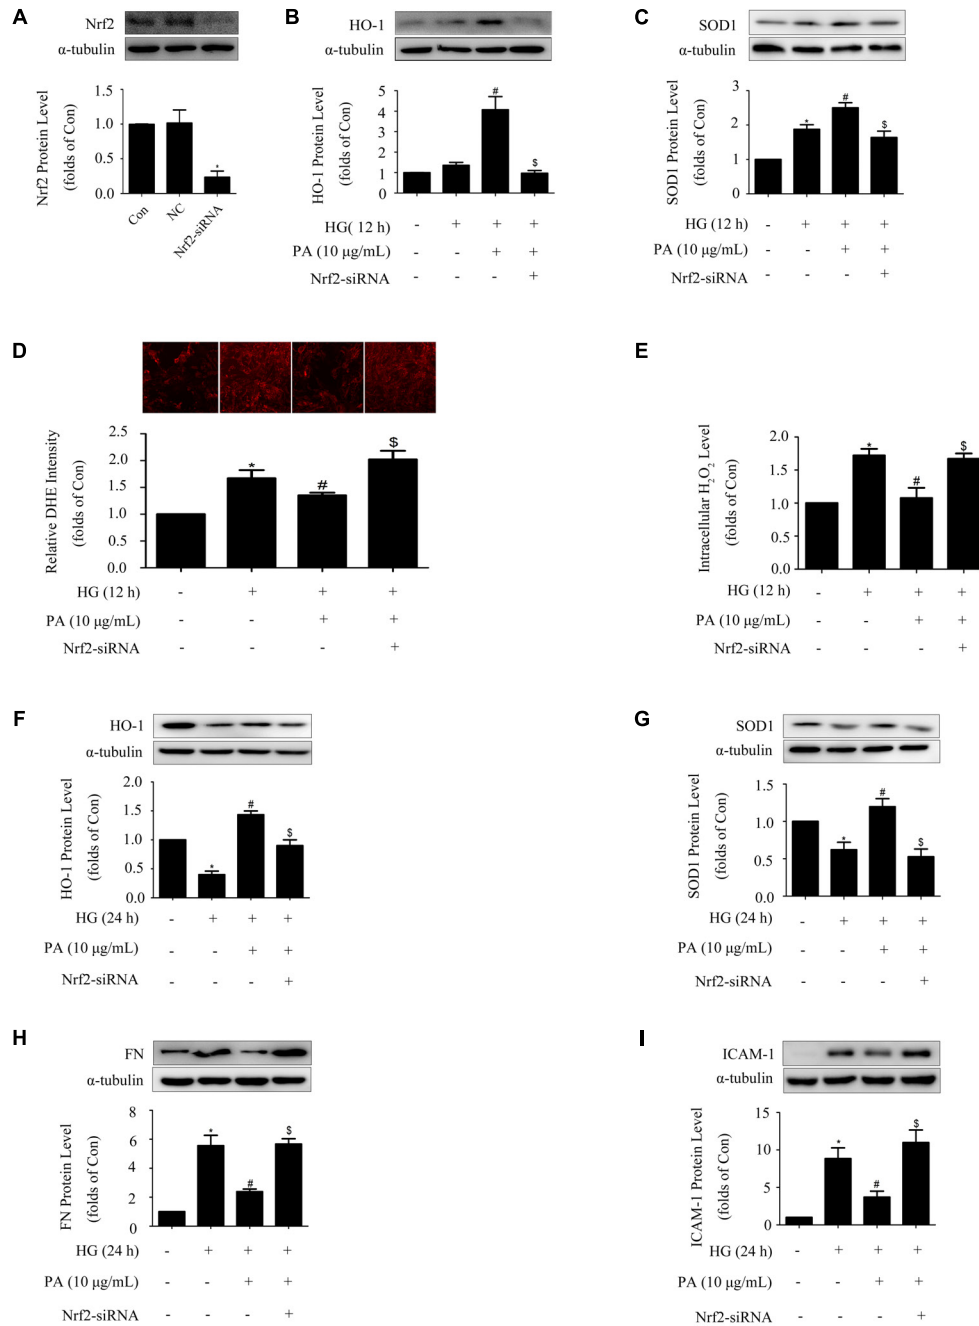 A
Nrf2
α-tubulin
Nrf2 Protein Level
(folds of Con)
1.5
1.0
0.5
0.0
*
Con
NC
Nrf2-siRNA
B
HO-1
α-tubulin
HO-1 Protein Level
(folds of Con)
5
4
3
2
1
0
#
$
HG( 12 h) - + + +
PA (10 μg/mL) - - + +
Nrf2-siRNA - - - +
C
SOD1
α-tubulin
SOD1 Protein Level
(folds of Con)
3
2
1
0
*
#
$
HG (12 h) - + + +
PA (10 μg/mL) - - + +
Nrf2-siRNA - - - +
D
Relative DHE Intensity
(folds of Con)
2.5
2.0
1.5
1.0
0.5
0.0
*
#
$
HG (12 h) - + + +
PA (10 μg/mL) - - + +
Nrf2-siRNA - - - +
E
Intracellular H₂O₂ Level
(folds of Con)
2.0
1.5
1.0
0.5
0.0
*
#
$
HG (12 h) - + + +
PA (10 μg/mL) - - + +
Nrf2-siRNA - - - +
F
HO-1
α-tubulin
HO-1 Protein Level
(folds of Con)
2.0
1.5
1.0
0.5
0.0
*
#
$
HG (24 h) - + + +
PA (10 μg/mL) - - + +
Nrf2-siRNA - - - +
G
SOD1
α-tubulin
SOD1 Protein Level
(folds of Con)
1.5
1.0
0.5
0.0
*
#
$
HG (24 h) - + + +
PA (10 μg/mL) - - + +
Nrf2-siRNA - - - +
H
FN
α-tubulin
FN Protein Level
(folds of Con)
8
6
4
2
0
*
#
$
HG (24 h) - + + +
PA (10 μg/mL) - - + +
Nrf2-siRNA - - - +
I
ICAM-1
α-tubulin
ICAM-1 Protein Level
(folds of Con)
15
10
5
0
*
#
$
HG (24 h) - + + +
PA (10 μg/mL) - - + +
Nrf2-siRNA - - - +